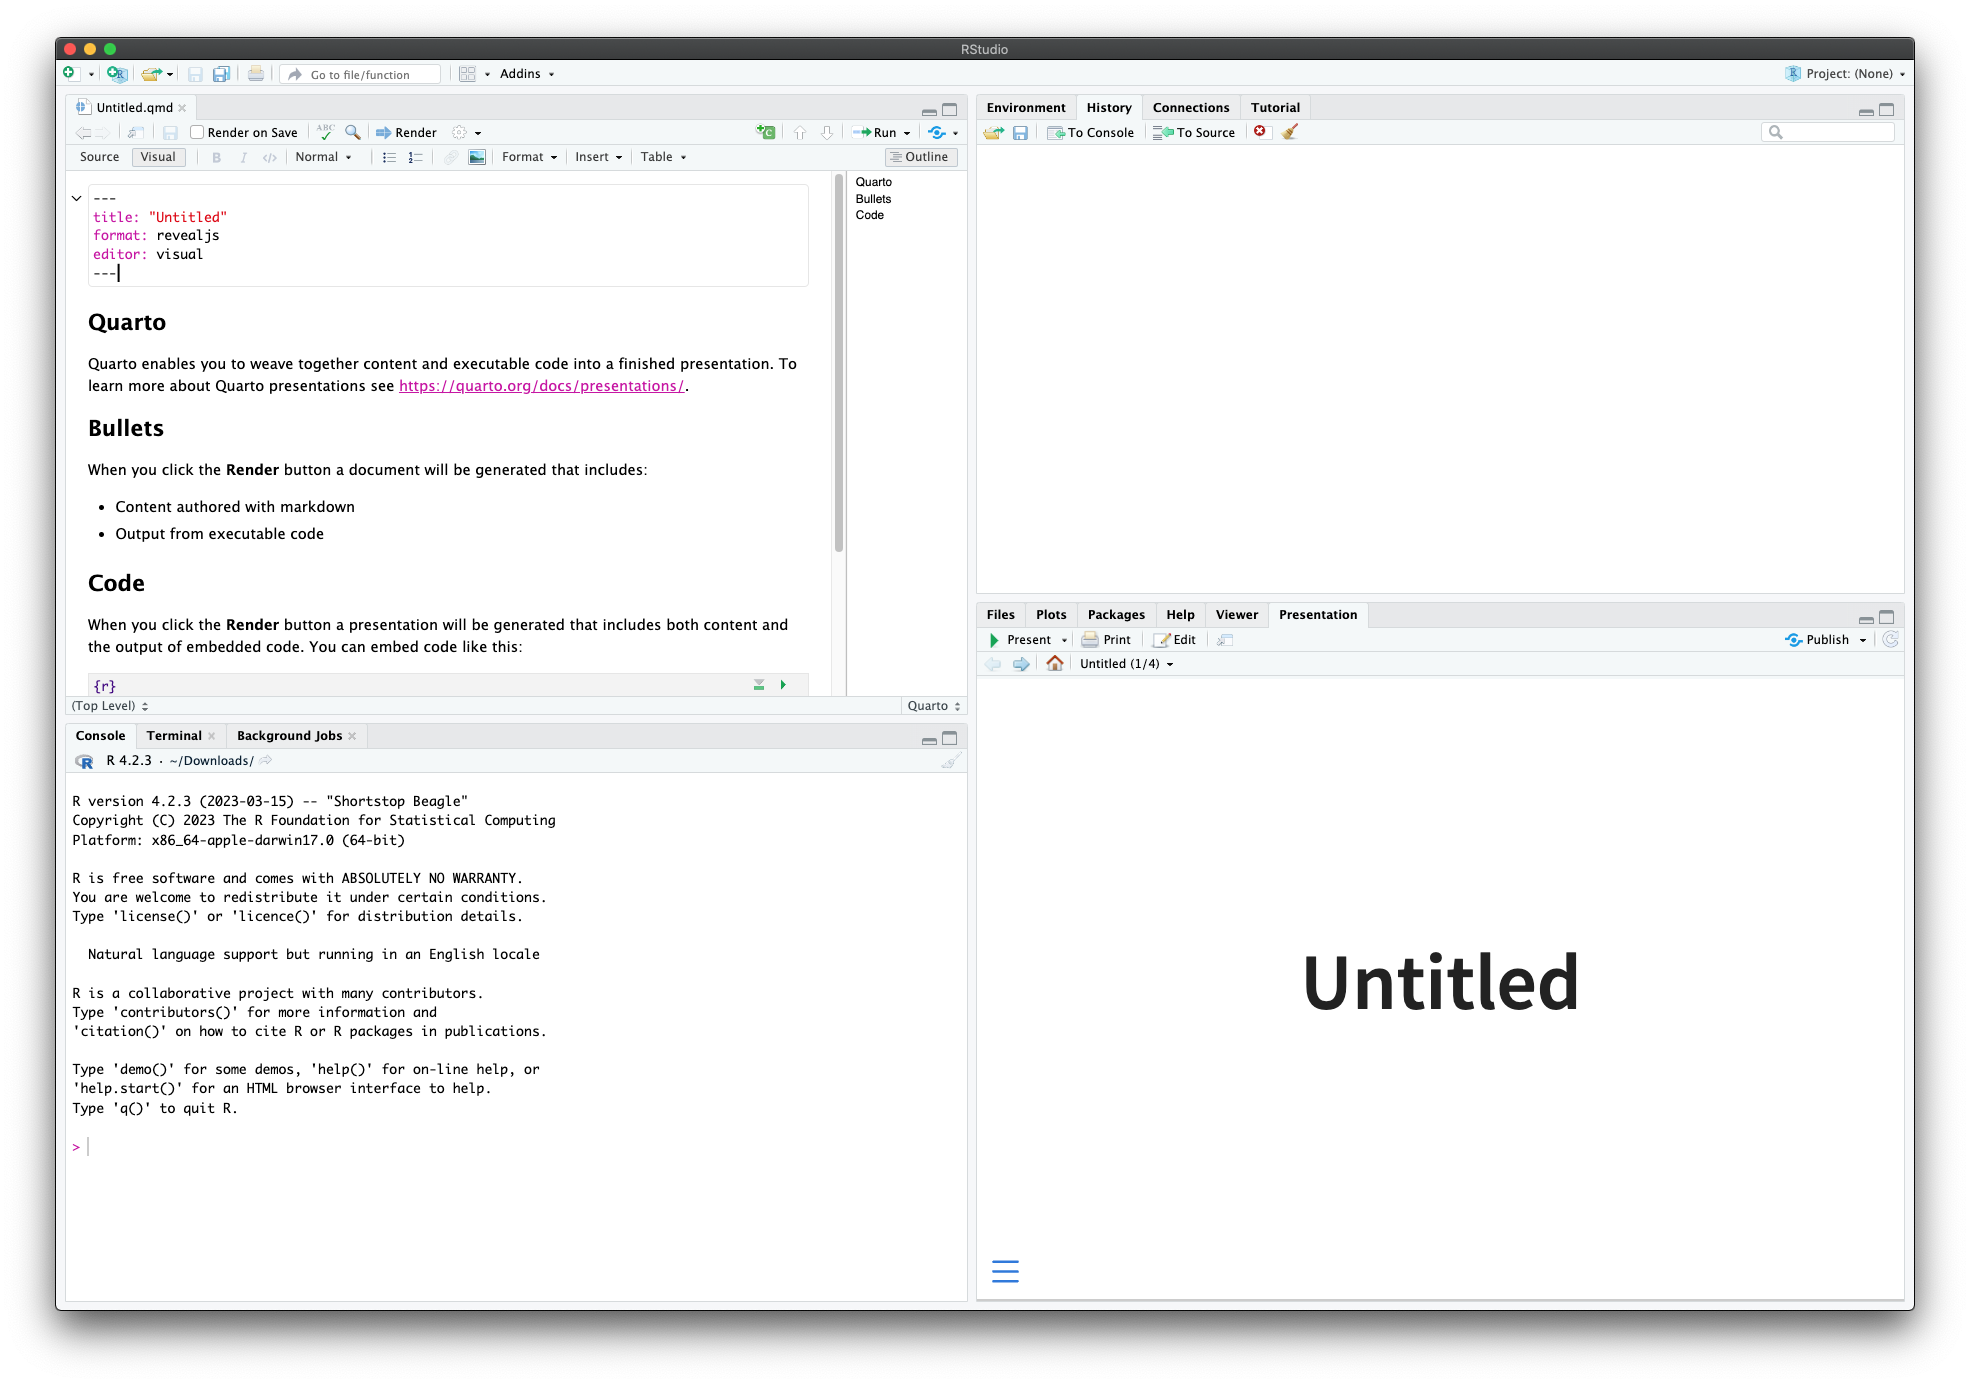 RStudio
Go to file/function
Addins
Project: (None)
Untitled.qmd
Render on Save
ABC
Render
Run
Source
Visual
B
I
</>
Normal
Format
Insert
Table
Outline
---
title: "Untitled"
format: revealjs
editor: visual
---
Quarto
Quarto enables you to weave together content and executable code into a finished presentation. To
learn more about Quarto presentations see https://quarto.org/docs/presentations/.
Bullets
When you click the Render button a document will be generated that includes:
• Content authored with markdown
• Output from executable code
Code
When you click the Render button a presentation will be generated that includes both content and
the output of embedded code. You can embed code like this:
{r}
Quarto
Bullets
Code
(Top Level)
Quarto
Console
Terminal
Background Jobs
R 4.2.3 · ~/Downloads/
R version 4.2.3 (2023-03-15) -- "Shortstop Beagle"
Copyright (C) 2023 The R Foundation for Statistical Computing
Platform: x86_64-apple-darwin17.0 (64-bit)
R is free software and comes with ABSOLUTELY NO WARRANTY.
You are welcome to redistribute it under certain conditions.
Type 'license()' or 'licence()' for distribution details.
Natural language support but running in an English locale
R is a collaborative project with many contributors.
Type 'contributors()' for more information and
'citation()' on how to cite R or R packages in publications.
Type 'demo()' for some demos, 'help()' for on-line help, or
'help.start()' for an HTML browser interface to help.
Type 'q()' to quit R.
>
Environment
History
Connections
Tutorial
To Console
To Source
Files
Plots
Packages
Help
Viewer
Presentation
Present
Print
Edit
Publish
Untitled (1/4)
Untitled